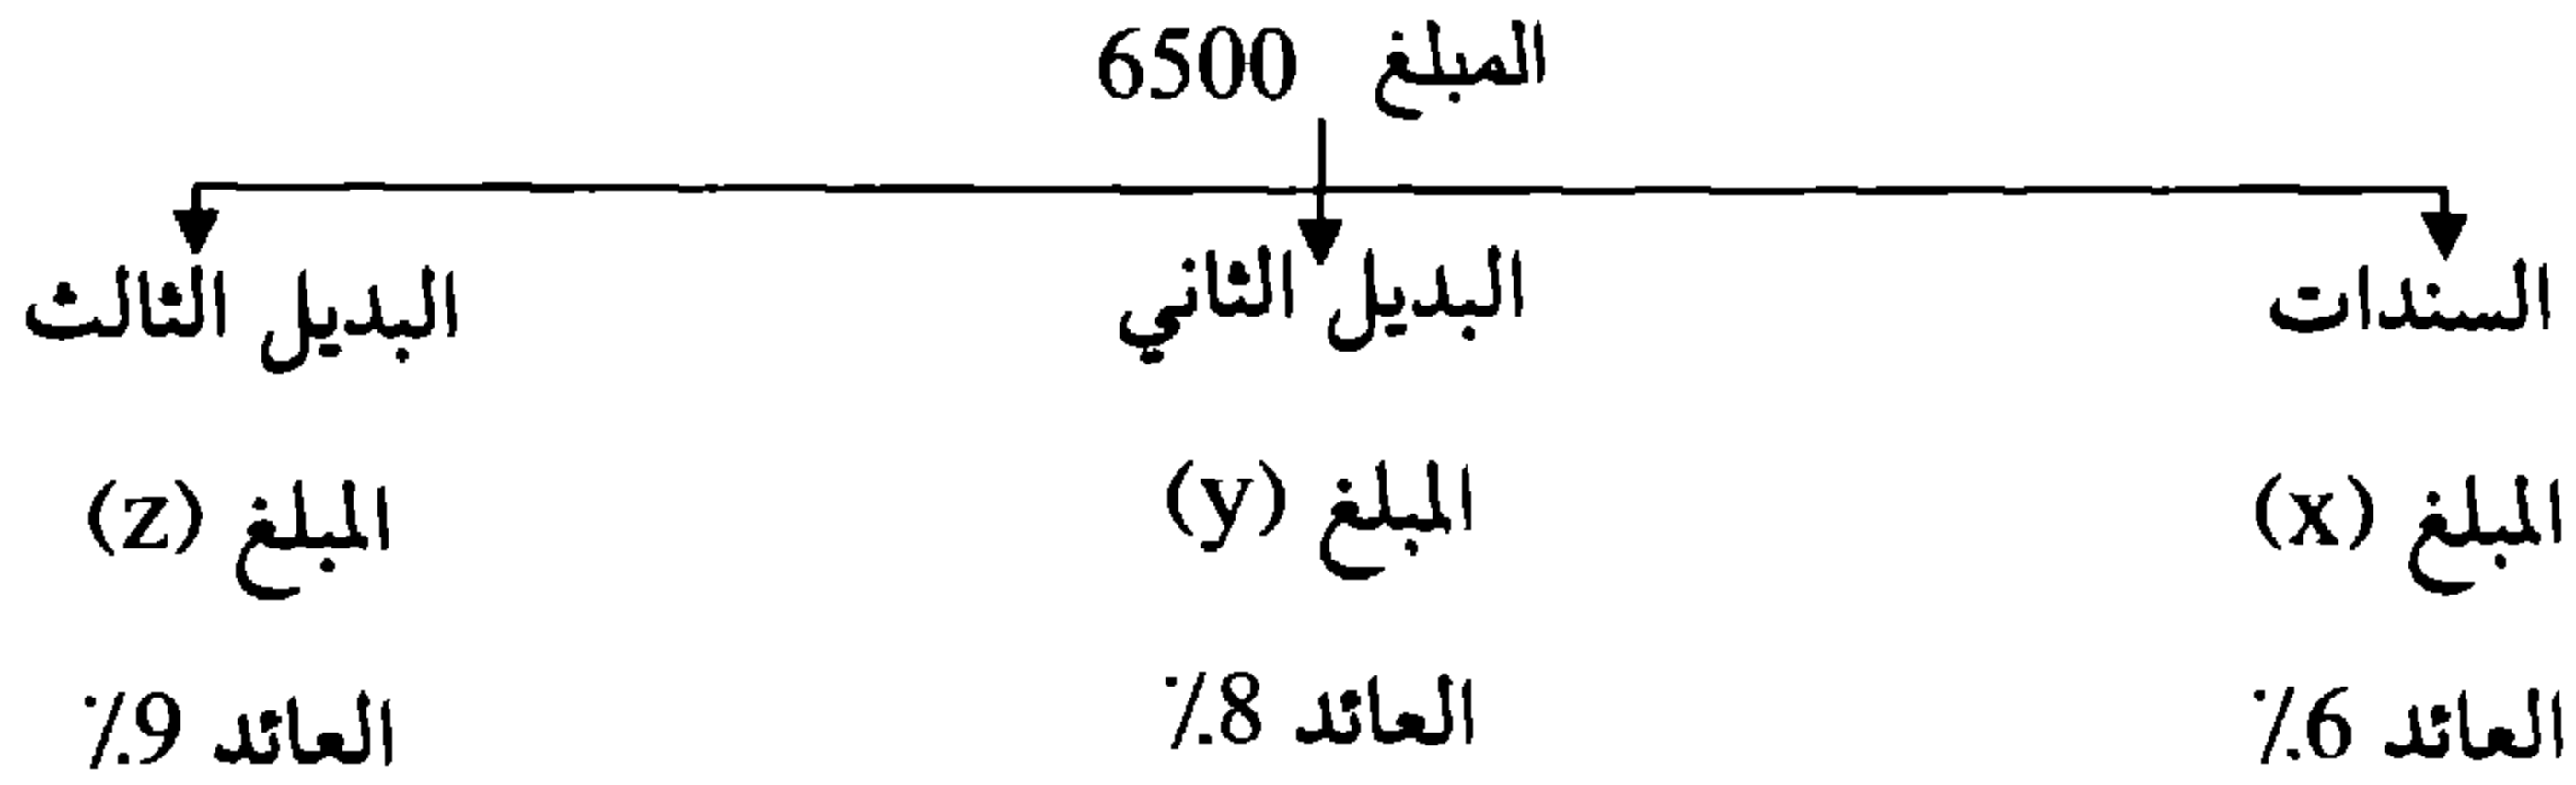 المبلغ 6500
السندات البديل الثاني البديل الثالث
المبلغ (x) المبلغ (y) المبلغ (z)
العائد 6٪ العائد 8٪ العائد 9٪